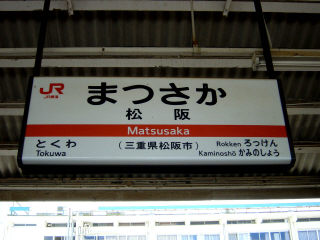 JR
JR東海
まつさか
松阪
Matsusaka
(三重県松阪市)
とくわ
Tokuwa
Rokken ろっけん
Kaminoshō かみのしょう